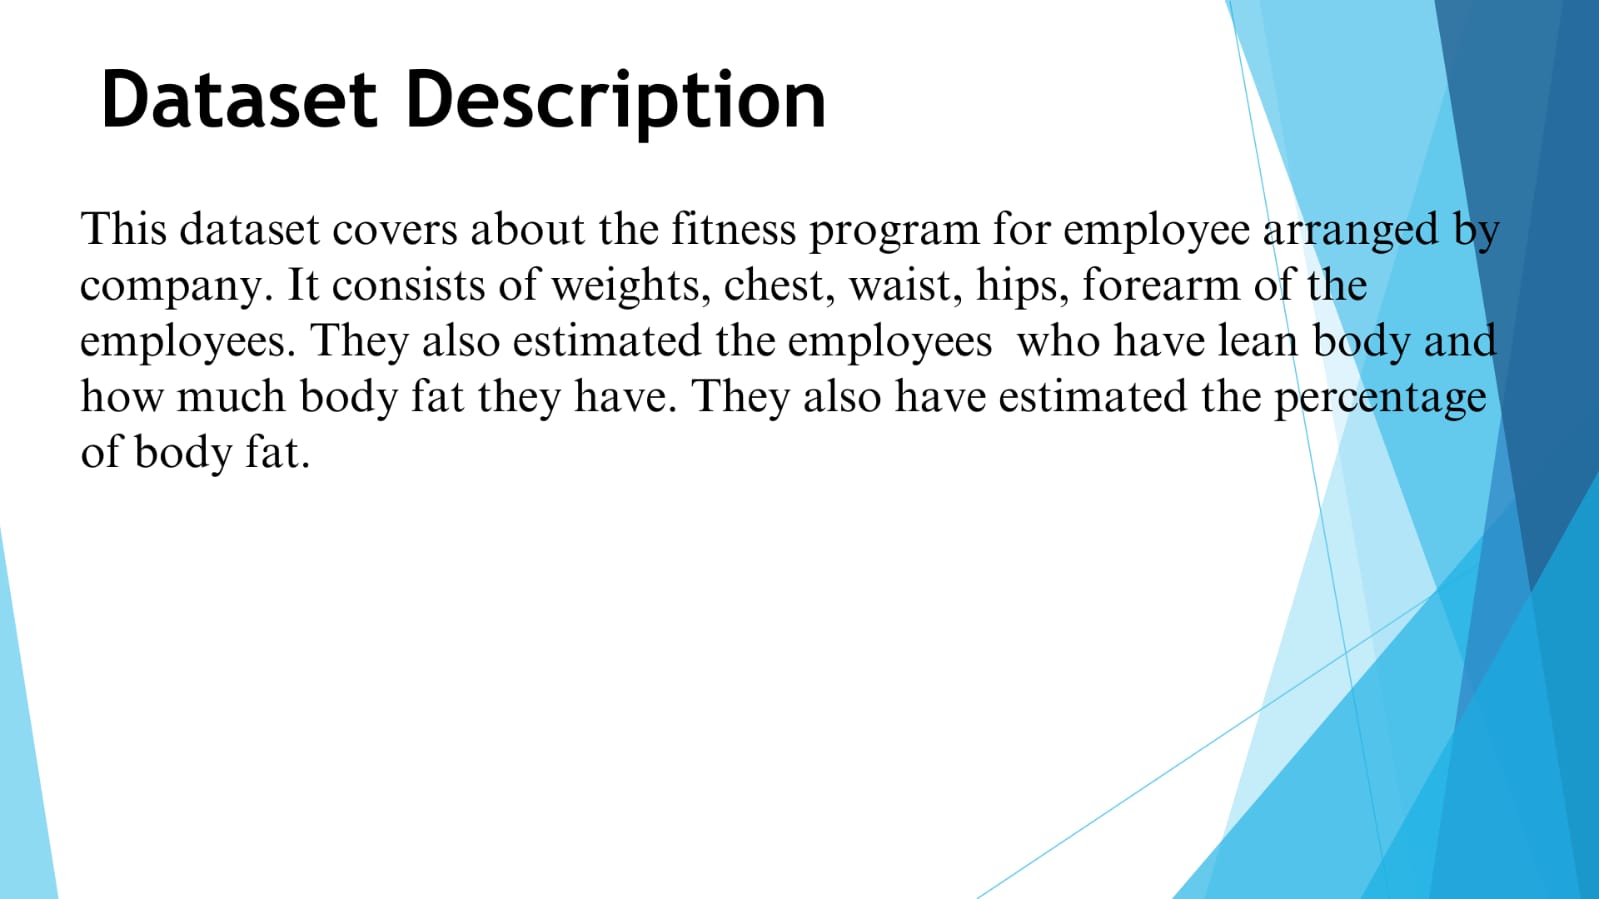 Dataset Description
This dataset covers about the fitness program for employee arranged by
company. It consists of weights, chest, waist, hips, forearm of the
employees. They also estimated the employees  who have lean body and
how much body fat they have. They also have estimated the percentage
of body fat.